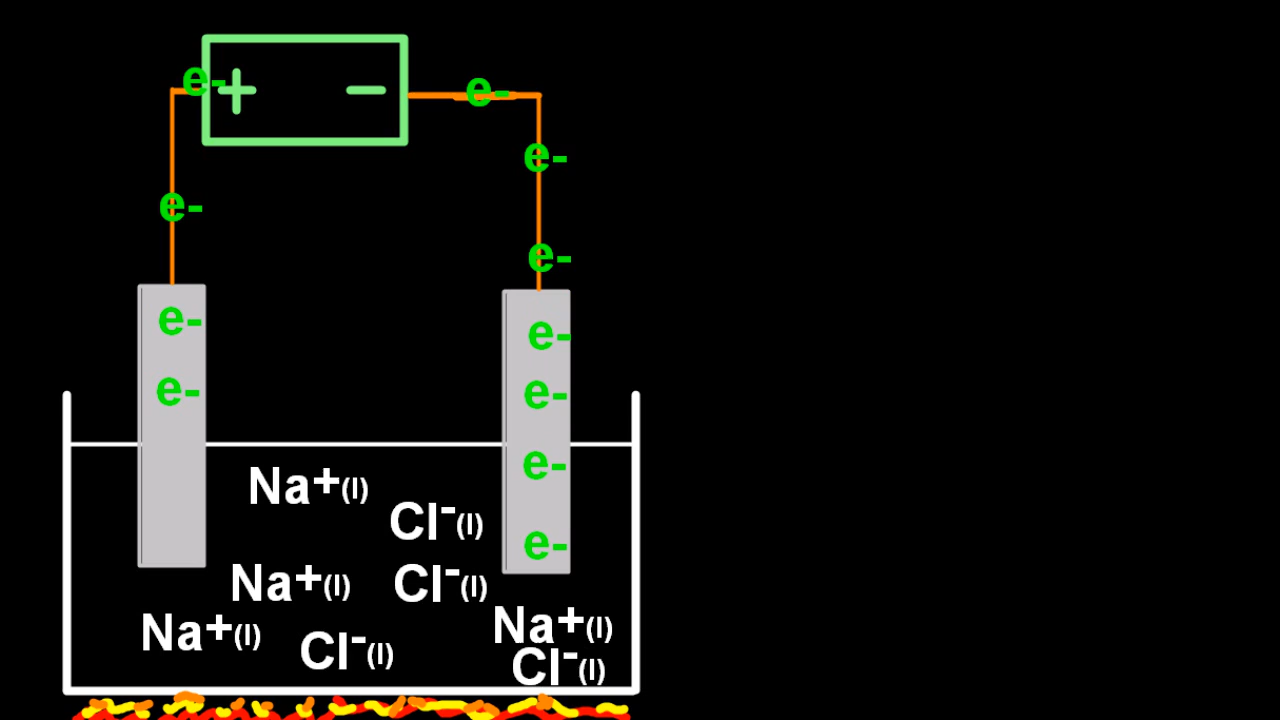 e-
+ −
e-
e-
e-
e-
e-
e-
e-
e-
e-
e-
Na+(l)
Cl-(l)
Na+(l)
Cl-(l)
Na+(l)
Cl-(l)
Na+(l)
Cl-(l)